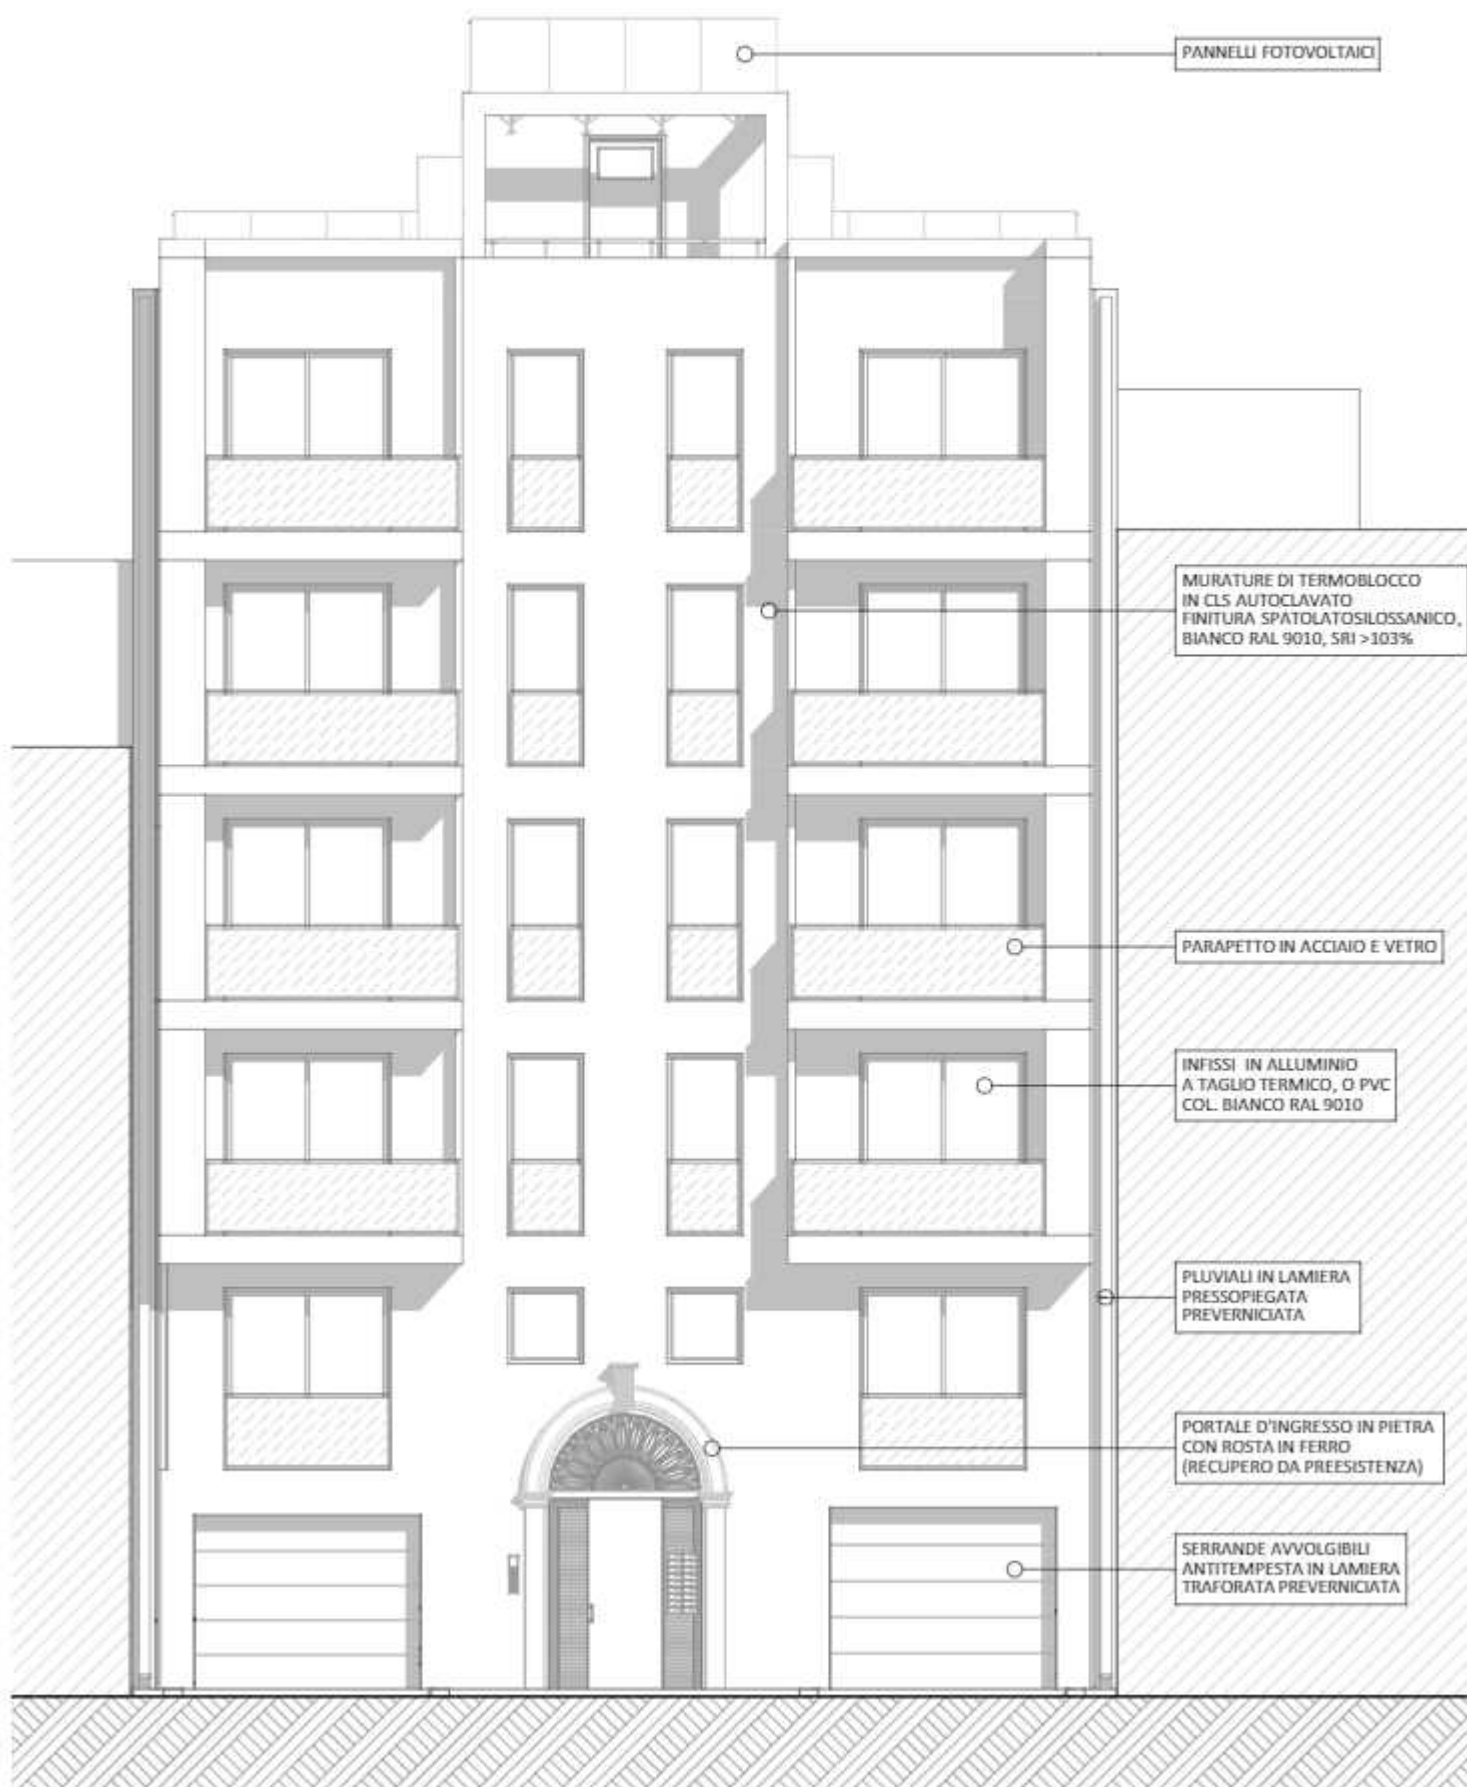 PANNELLI FOTOVOLTAICI
MURATURE DI TERMOBLOCCO
IN CLS AUTOCLAVATO
FINITURA SPATOLATOSILOSSANICO,
BIANCO RAL 9010, SRI >103%
PARAPETTO IN ACCIAIO E VETRO
INFISSI IN ALLUMINIO
A TAGLIO TERMICO, O PVC
COL. BIANCO RAL 9010
PLUVIALI IN LAMIERA
PRESSOPIEGATA
PREVERNICIATA
PORTALE D'INGRESSO IN PIETRA
CON ROSTA IN FERRO
(RECUPERO DA PREESISTENZA)
SERRANDE AVVOLGIBILI
ANTITEMPESTA IN LAMIERA
TRAFORATA PREVERNICIATA